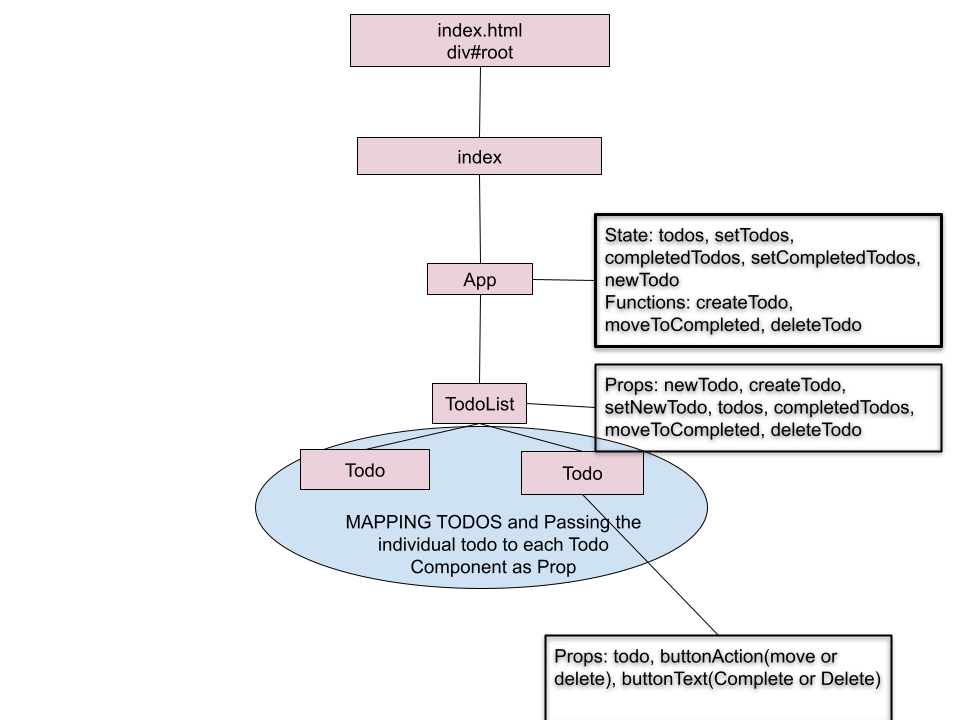 index.html
div#root
index
App
State: todos, setTodos,
completedTodos, setCompletedTodos,
newTodo
Functions: createTodo,
moveToCompleted, deleteTodo
TodoList
Props: newTodo, createTodo,
setNewTodo, todos, completedTodos,
moveToCompleted, deleteTodo
Todo
Todo
MAPPING TODOS and Passing the
individual todo to each Todo
Component as Prop
Props: todo, buttonAction(move or
delete), buttonText(Complete or Delete)